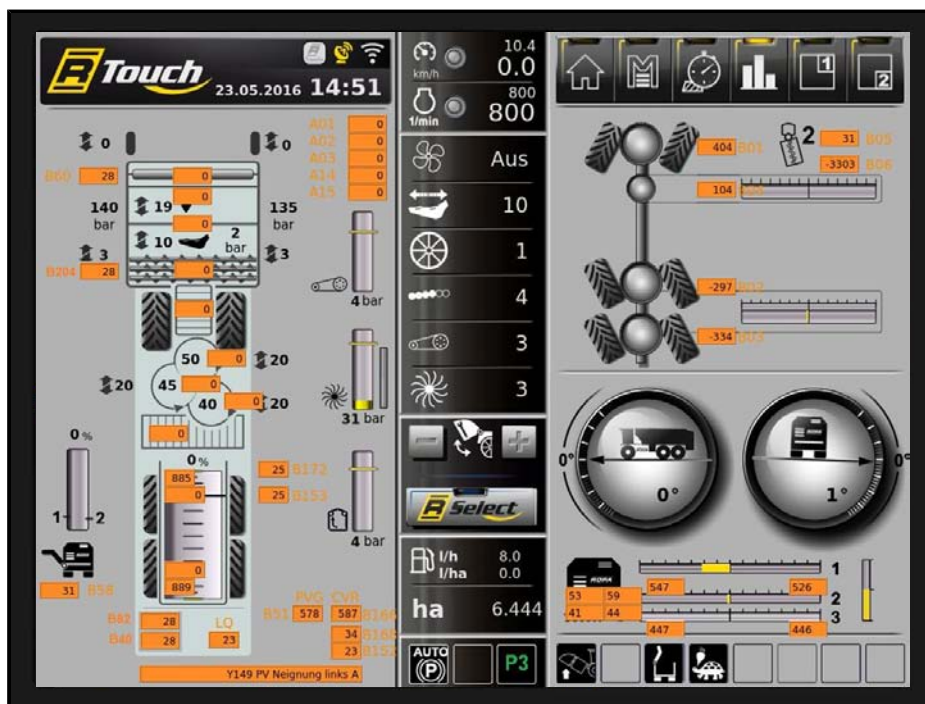 R Touch
23.05.2016 14:51
0
0
A01 0
A02 0
A03 0
A14 0
A15 0
B60 28
0
0
140
bar
19
0
135
bar
10
2
bar
3
3
B204 28
0
0
4 bar
50
0
20
20
45
0
40
0
20
31 bar
0
0 %
0 %
885
25 B172
0
25 B153
1
2
4 bar
0
31 B58
889
PVG CVR
B51 578 587 B166
B82 28
LQ
34 B168
B40 28
23
23 B152
Y149 PV Neignung links A
km/h
10.4
0.0
1/min
800
800
Aus
10
1
4
3
3
R Select
l/h 8.0
l/ha 0.0
ha 6.444
AUTO
P
P3
M
1
2
404 B01
2
31 B05
-3303 B06
104
-297 B02
-334 B03
0°
0°
0°
0°
1°
ROPA
1
547
526
53 59
2
41 44
3
447
446